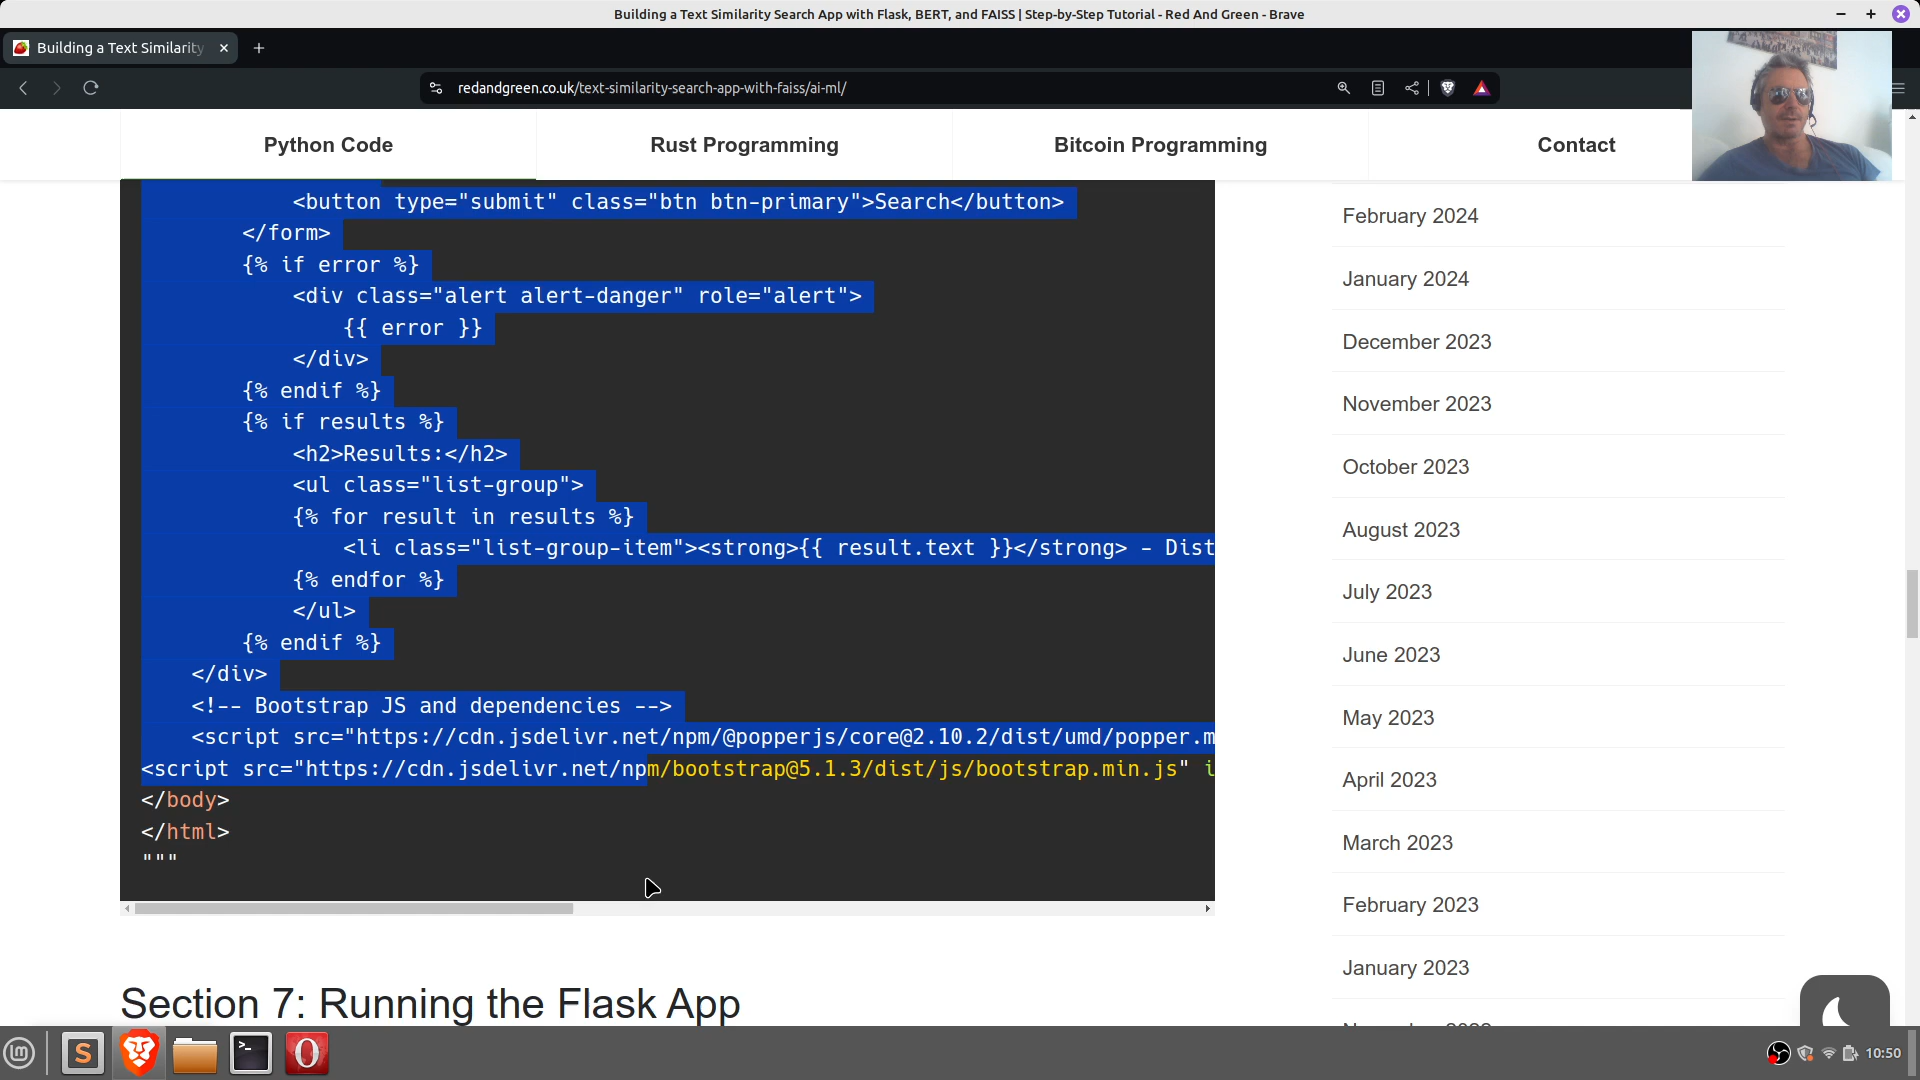 Building a Text Similarity Search App with Flask, BERT, and FAISS | Step-by-Step Tutorial - Red And Green - Brave
Building a Text Similarity
redandgreen.co.uk/text-similarity-search-app-with-faiss/ai-ml/
Python Code
Rust Programming
Bitcoin Programming
Contact
<button type="submit" class="btn btn-primary">Search</button>
</form>
{% if error %}
<div class="alert alert-danger" role="alert">
{{ error }}
</div>
{% endif %}
{% if results %}
<h2>Results:</h2>
<ul class="list-group">
{% for result in results %}
<li class="list-group-item"><strong>{{ result.text }}</strong> - Dist
{% endfor %}
</ul>
{% endif %}
</div>
<!-- Bootstrap JS and dependencies -->
<script src="https://cdn.jsdelivr.net/npm/@popperjs/core@2.10.2/dist/umd/popper.m
<script src="https://cdn.jsdelivr.net/npm/bootstrap@5.1.3/dist/js/bootstrap.min.js" i
</body>
</html>
"""
Section 7: Running the Flask App
February 2024
January 2024
December 2023
November 2023
October 2023
August 2023
July 2023
June 2023
May 2023
April 2023
March 2023
February 2023
January 2023
10:50